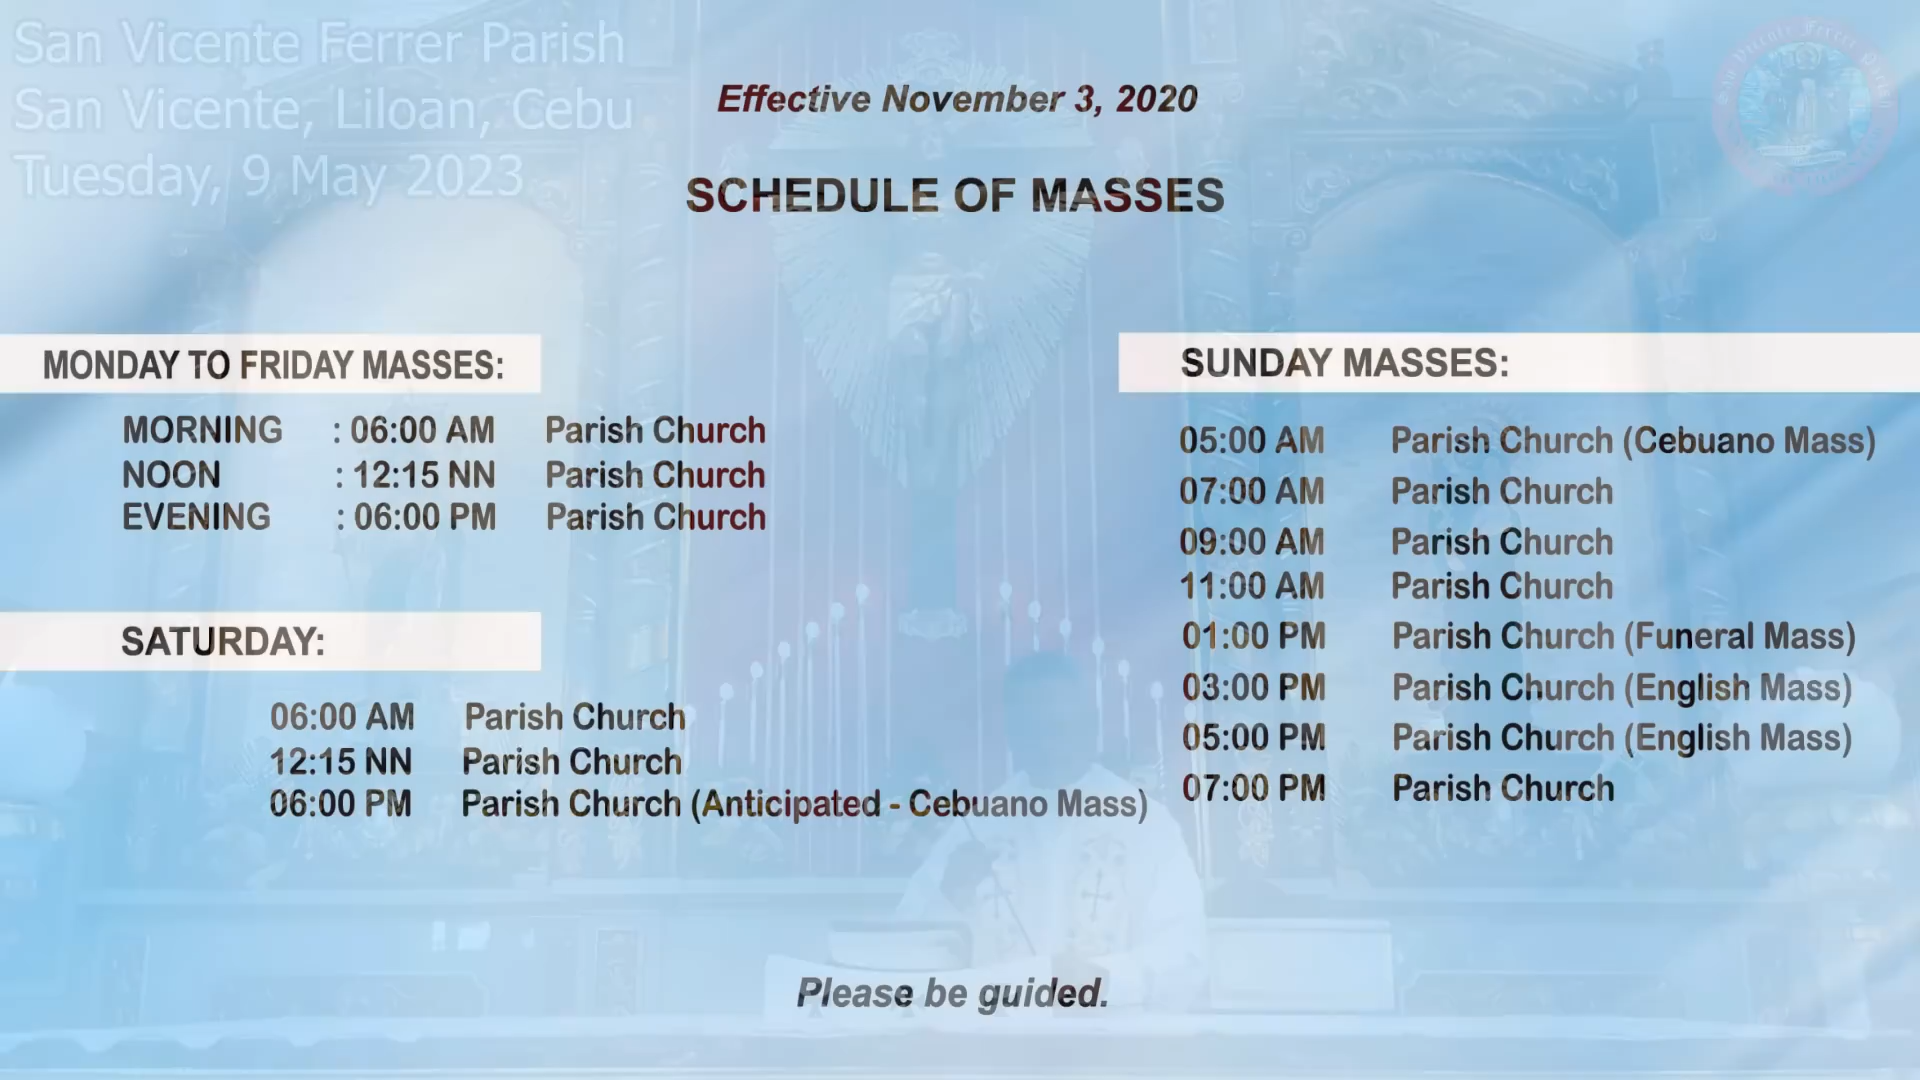 San Vicente Ferrer Parish
San Vicente, Liloan, Cebu
Tuesday, 9 May 2023
Effective November 3, 2020
SCHEDULE OF MASSES
MONDAY TO FRIDAY MASSES:
MORNING : 06:00 AM Parish Church
NOON : 12:15 NN Parish Church
EVENING : 06:00 PM Parish Church
SATURDAY:
06:00 AM Parish Church
12:15 NN Parish Church
06:00 PM Parish Church (Anticipated - Cebuano Mass)
SUNDAY MASSES:
05:00 AM Parish Church (Cebuano Mass)
07:00 AM Parish Church
09:00 AM Parish Church
11:00 AM Parish Church
01:00 PM Parish Church (Funeral Mass)
03:00 PM Parish Church (English Mass)
05:00 PM Parish Church (English Mass)
07:00 PM Parish Church
Please be guided.
San Vicente Ferrer Parish